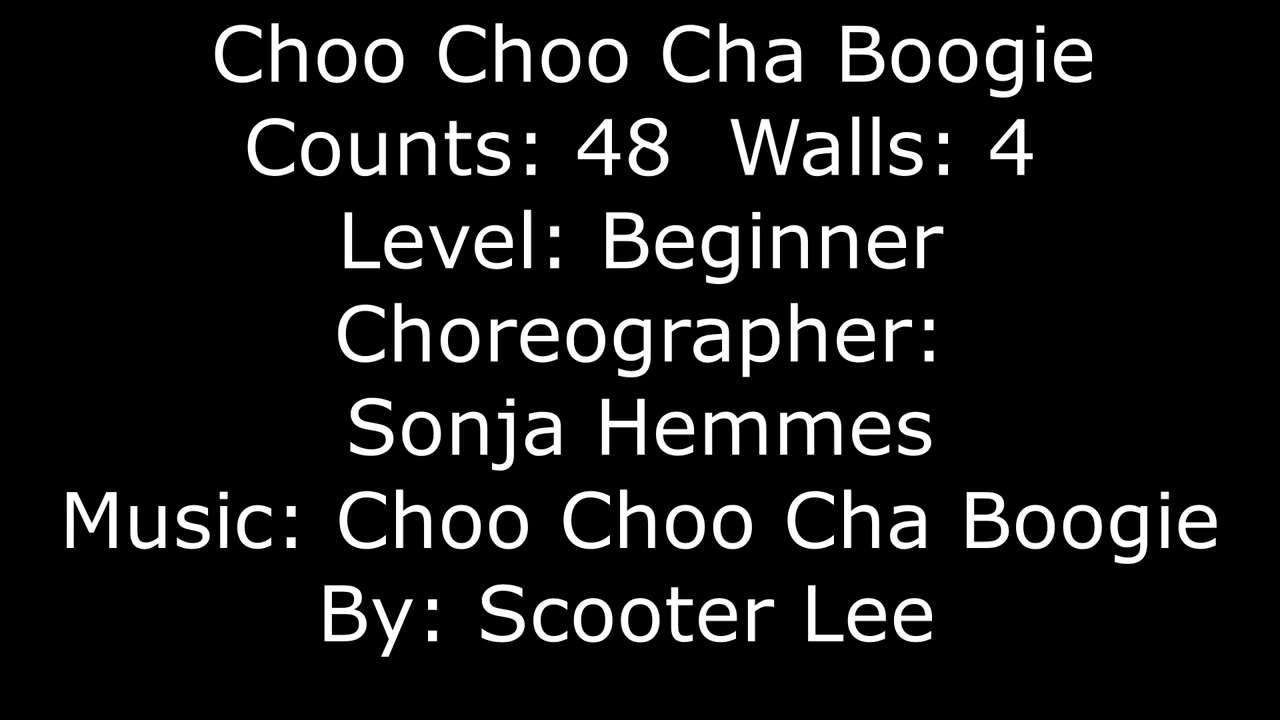 Choo Choo Cha Boogie
Counts: 48  Walls: 4
Level: Beginner
Choreographer:
Sonja Hemmes
Music: Choo Choo Cha Boogie
By: Scooter Lee